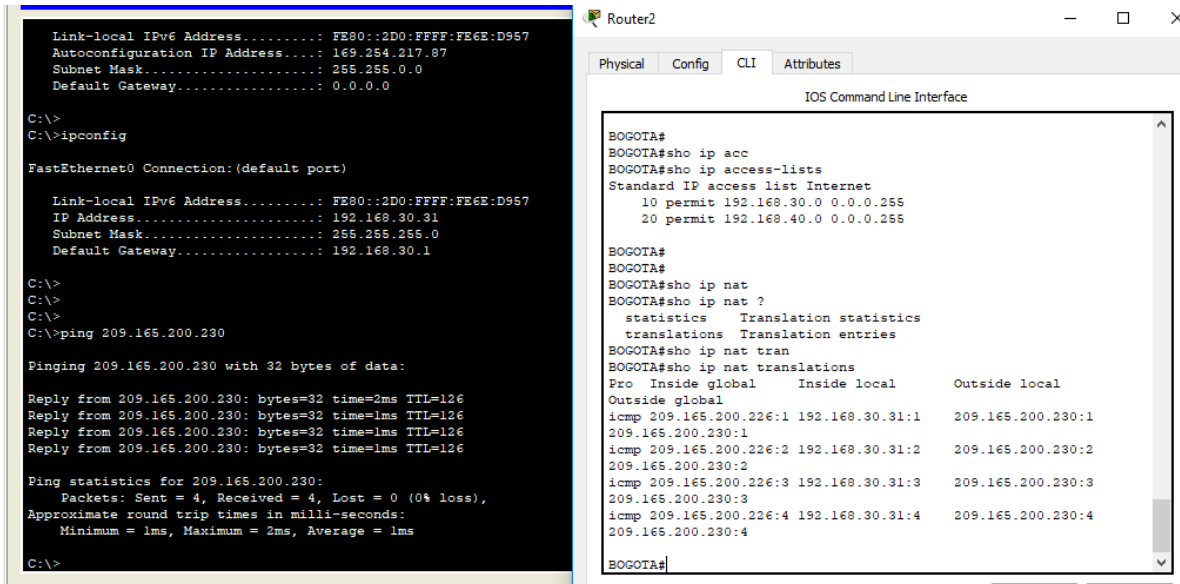 Link-local IPv6 Address.........: FE80::2D0:FFFF:FE6E:D957
Autoconfiguration IP Address....: 169.254.217.87
Subnet Mask.....................: 255.255.0.0
Default Gateway.................: 0.0.0.0
C:\>
C:\>ipconfig
FastEthernet0 Connection:(default port)
Link-local IPv6 Address.........: FE80::2D0:FFFF:FE6E:D957
IP Address......................: 192.168.30.31
Subnet Mask.....................: 255.255.255.0
Default Gateway.................: 192.168.30.1
C:\>
C:\>
C:\>
C:\>ping 209.165.200.230
Pinging 209.165.200.230 with 32 bytes of data:
Reply from 209.165.200.230: bytes=32 time=2ms TTL=126
Reply from 209.165.200.230: bytes=32 time=1ms TTL=126
Reply from 209.165.200.230: bytes=32 time=1ms TTL=126
Reply from 209.165.200.230: bytes=32 time=1ms TTL=126
Ping statistics for 209.165.200.230:
Packets: Sent = 4, Received = 4, Lost = 0 (0% loss),
Approximate round trip times in milli-seconds:
Minimum = 1ms, Maximum = 2ms, Average = 1ms
C:\>
Router2
Physical Config CLI Attributes
IOS Command Line Interface
BOGOTA#
BOGOTA#sho ip acc
BOGOTA#sho ip access-lists
Standard IP access list Internet
10 permit 192.168.30.0 0.0.0.255
20 permit 192.168.40.0 0.0.0.255
BOGOTA#
BOGOTA#
BOGOTA#sho ip nat
BOGOTA#sho ip nat ?
statistics Translation statistics
translations Translation entries
BOGOTA#sho ip nat tran
BOGOTA#sho ip nat translations
Pro Inside global Inside local Outside local
Outside global
icmp 209.165.200.226:1 192.168.30.31:1 209.165.200.230:1
209.165.200.230:1
icmp 209.165.200.226:2 192.168.30.31:2 209.165.200.230:2
209.165.200.230:2
icmp 209.165.200.226:3 192.168.30.31:3 209.165.200.230:3
209.165.200.230:3
icmp 209.165.200.226:4 192.168.30.31:4 209.165.200.230:4
209.165.200.230:4
BOGOTA#